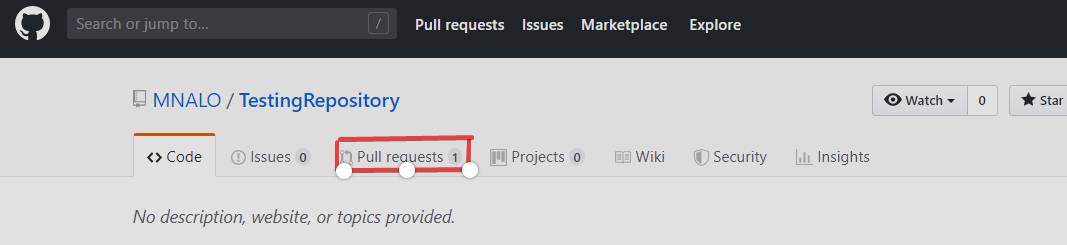 Search or jump to... / Pull requests Issues Marketplace Explore
MNALO / TestingRepository Watch 0 Star
<> Code Issues 0 Pull requests 1 Projects 0 Wiki Security Insights
No description, website, or topics provided.